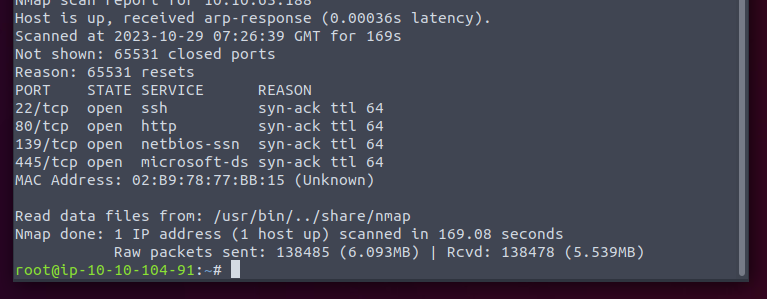 Nmap scan report for 10.10.63.188
Host is up, received arp-response (0.00036s latency).
Scanned at 2023-10-29 07:26:39 GMT for 169s
Not shown: 65531 closed ports
Reason: 65531 resets
PORT    STATE SERVICE      REASON
22/tcp  open  ssh          syn-ack ttl 64
80/tcp  open  http         syn-ack ttl 64
139/tcp open  netbios-ssn  syn-ack ttl 64
445/tcp open  microsoft-ds syn-ack ttl 64
MAC Address: 02:B9:78:77:BB:15 (Unknown)
Read data files from: /usr/bin/../share/nmap
Nmap done: 1 IP address (1 host up) scanned in 169.08 seconds
Raw packets sent: 138485 (6.093MB) | Rcvd: 138478 (5.539MB)
root@ip-10-10-104-91:~#